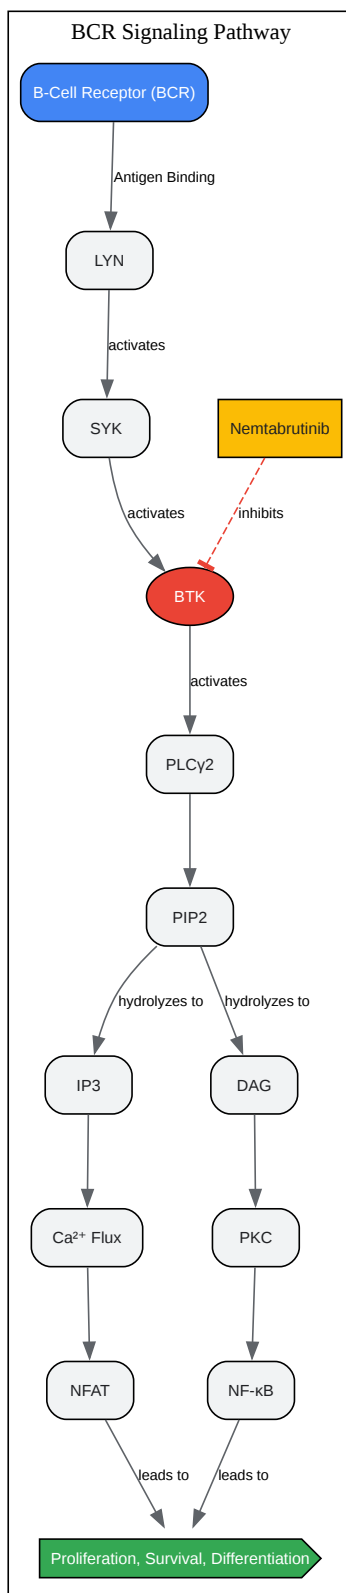 BCR Signaling Pathway
B-Cell Receptor (BCR)
Antigen Binding
LYN
activates
SYK
Nemtabrutinib
activates
inhibits
BTK
activates
PLCγ2
PIP2
hydrolyzes to
hydrolyzes to
IP3
DAG
Ca²⁺ Flux
PKC
NFAT
NF-κB
leads to
leads to
Proliferation, Survival, Differentiation